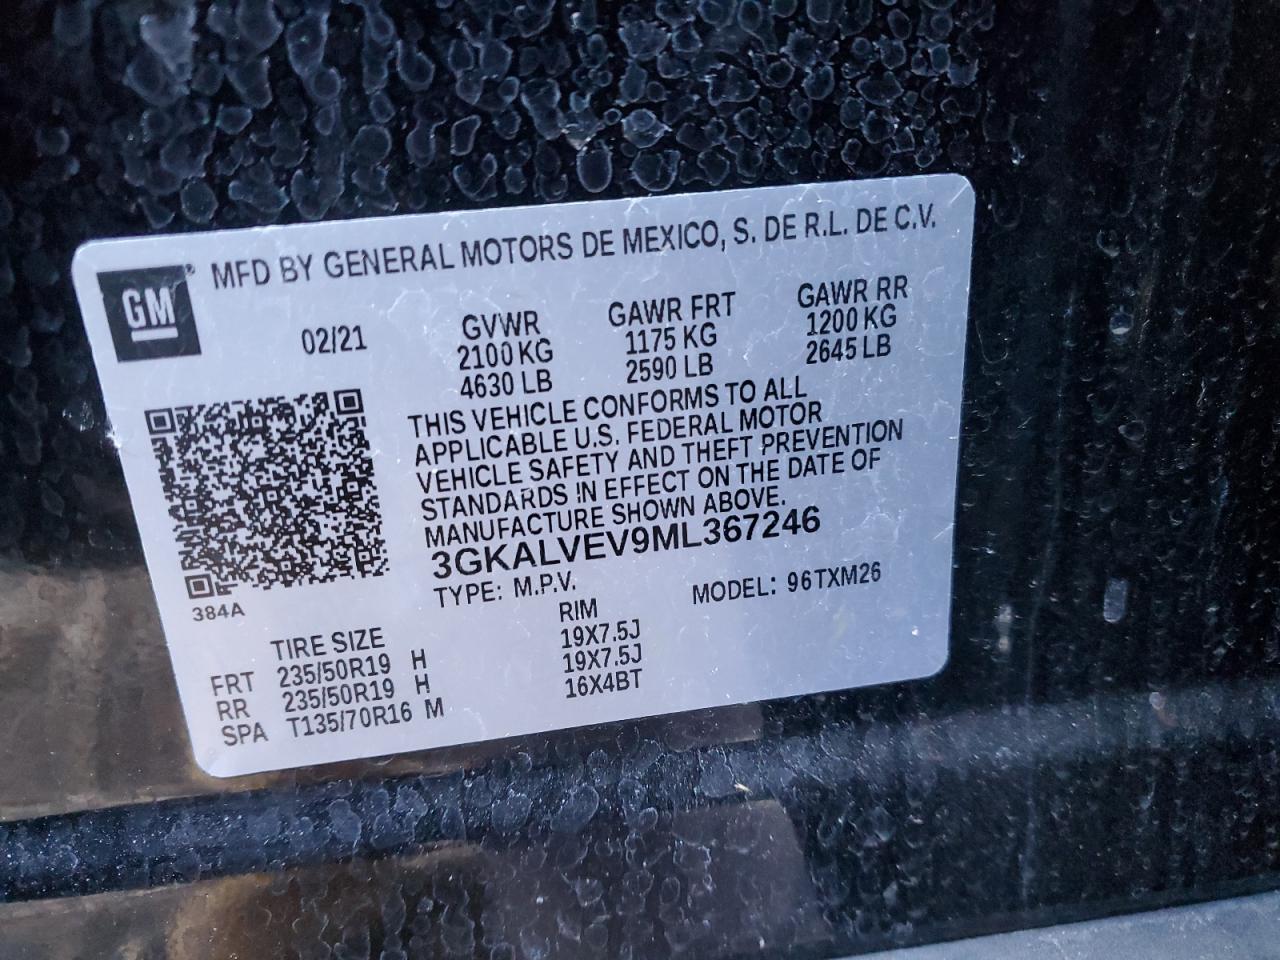 GM ® MFD BY GENERAL MOTORS DE MEXICO, S. DE R.L. DE C.V.
02/21
GVWR GAWR FRT GAWR RR
2100 KG 1175 KG 1200 KG
4630 LB 2590 LB 2645 LB
THIS VEHICLE CONFORMS TO ALL
APPLICABLE U.S. FEDERAL MOTOR
VEHICLE SAFETY AND THEFT PREVENTION
STANDARDS IN EFFECT ON THE DATE OF
MANUFACTURE SHOWN ABOVE.
3GKALVEV9ML367246
TYPE: M.P.V. MODEL: 96TXM26
384A
TIRE SIZE RIM
FRT 235/50R19 H 19X7.5J
RR 235/50R19 H 19X7.5J
SPA T135/70R16 M 16X4BT